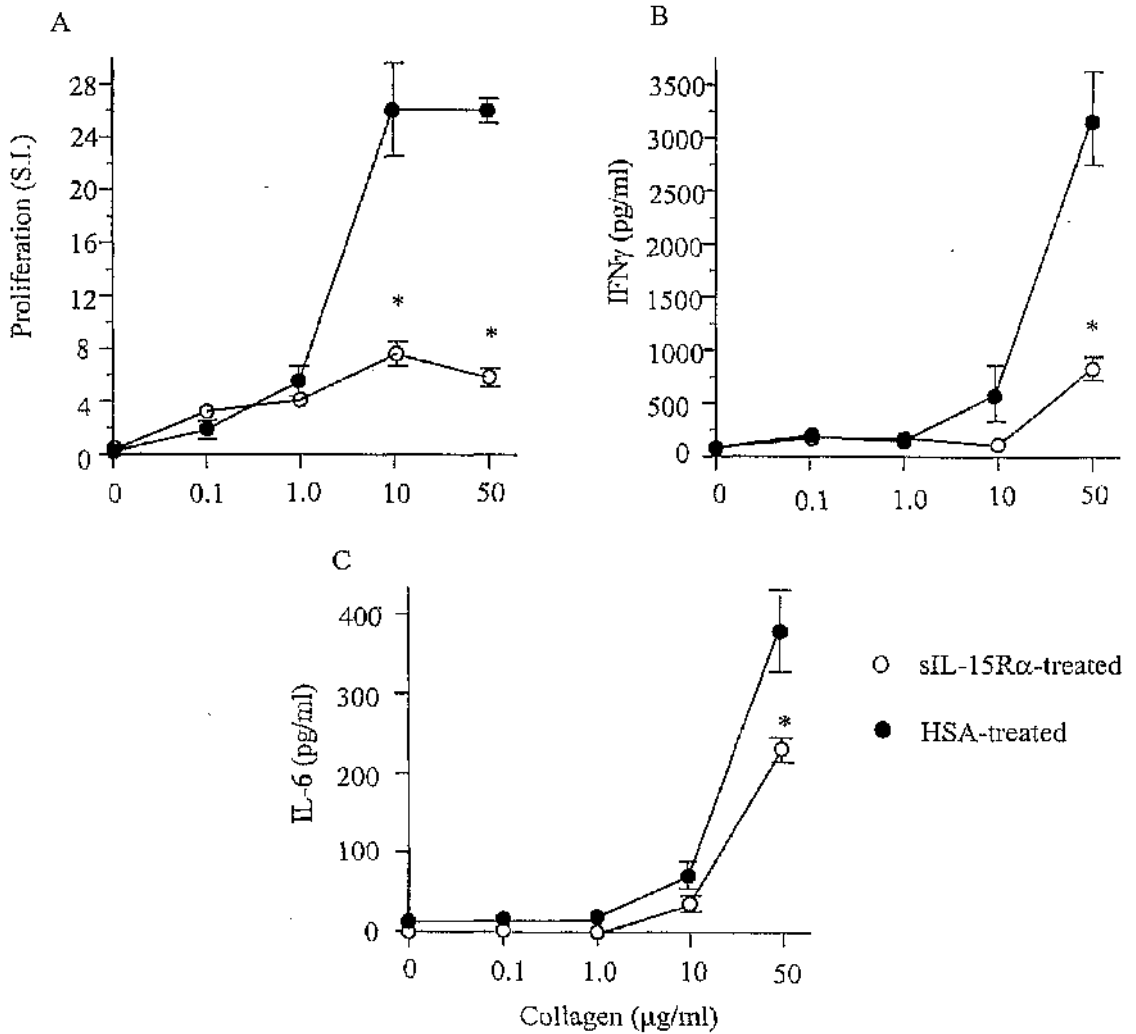 A
Proliferation (S.I.)
28
24
20
16
12
8
4
0
*
*
0 0.1 1.0 10 50
B
IFNγ (pg/ml)
3500
3000
2500
2000
1500
1000
500
0
*
0 0.1 1.0 10 50
C
IL-6 (pg/ml)
400
300
200
100
0
*
0 0.1 1.0 10 50
Collagen (μg/ml)
sIL-15Rα-treated
HSA-treated